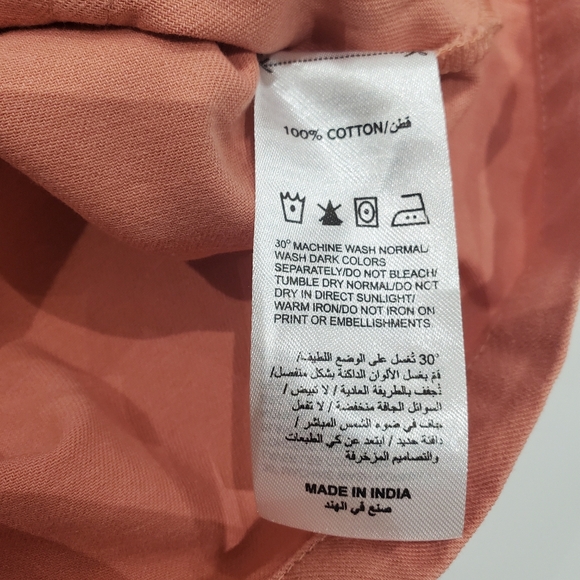 100% COTTON/قطن
30° MACHINE WASH NORMAL/
WASH DARK COLORS
SEPARATELY/DO NOT BLEACH/
TUMBLE DRY NORMAL/DO NOT
DRY IN DIRECT SUNLIGHT/
WARM IRON/DO NOT IRON ON
PRINT OR EMBELLISHMENTS
30° تُغسل على الوضع اللطيف/
قم بغسل الألوان الداكنة بشكل منفصل/
تُجفف بالطريقة العادية / لا تبيض /
السوائل الجافة منخفضة / لا تفعل
جاف في ضوء الشمس المباشر /
دافئة حديد / ابتعد عن كي الطبعات
والتصاميم المزخرفة
MADE IN INDIA
صنع في الهند